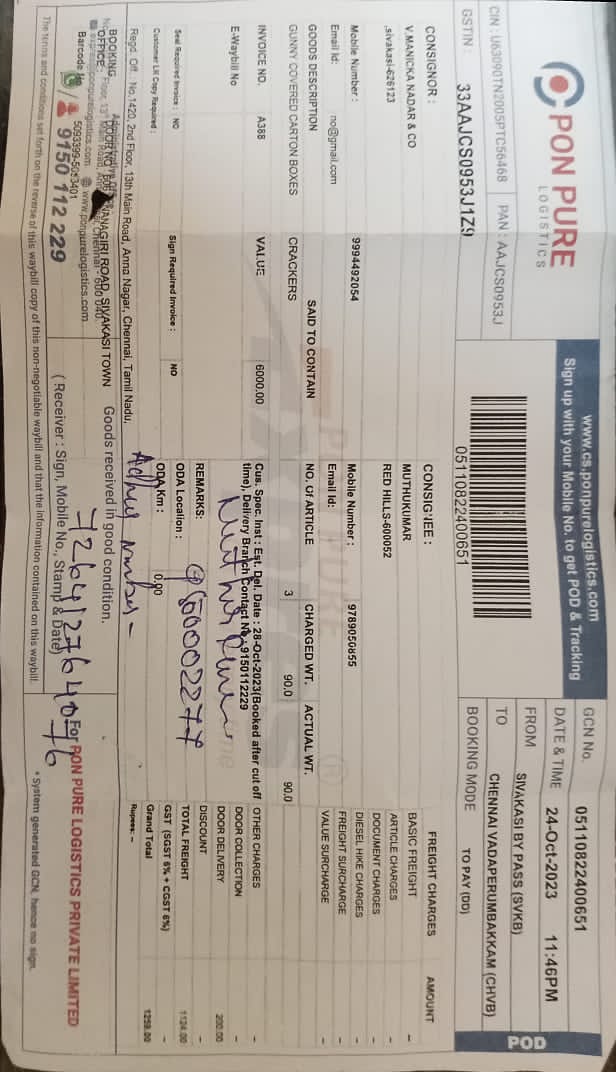 PON PURE
LOGISTICS
CIN : U63090TN2005PTC56468 PAN : AAJCS0953J
GSTIN : 33AAJCS0953J1Z9
www.cs.ponpurelogistics.com
Sign up with your Mobile No. to get POD & Tracking
05110822400651
GCN No. 05110822400651
DATE & TIME 24-Oct-2023 11:46PM
FROM SIVAKASI BY PASS (SVKB)
TO CHENNAI VADAPERUMBAKKAM (CHVB)
BOOKING MODE TO PAY (DD)
POD
CONSIGNOR :
V.MANICKA NADAR & CO
,sivakasi-626123
Mobile Number : 9994492054
Email Id: no@gmail.com
CONSIGNEE :
MUTHUKUMAR
RED HILLS-600052
Mobile Number : 9789050855
Email Id:
GOODS DESCRIPTION SAID TO CONTAIN NO. Of ARTICLE CHARGED WT. ACTUAL WT.
GUNNY COVERED CARTON BOXES CRACKERS 3 90.0 90.0
INVOICE NO. A388 VALUE 6000.00
E-Waybill No
Cus. Spec. Inst : Est. Del. Date : 28-Oct-2023(Booked after cut off
time), Delivery Branch Contact No :9150112229
REMARKS:
ODA Location :
ODA Km : 0.00
Seal Required Invoice : NO Sign Required Invoice : NO
Customer LR Copy Required :
FREIGHT CHARGES AMOUNT
BASIC FREIGHT -
ARTICLE CHARGES
DOCUMENT CHARGES
DIESEL HIKE CHARGES -
FREIGHT SURCHARGE -
VALUE SURCHARGE -
OTHER CHARGES -
DOOR COLLECTION -
DOOR DELIVERY 200.00
DISCOUNT -
TOTAL FREIGHT 1124.00
GST (SGST 6% + CGST 6%) -
Grand Total 1259.00
Rupees: –
Regd. Off. No.1420, 2nd Floor, 13th Main Road, Anna Nagar, Chennai, Tamil Nadu.
BOOKING
OFFICE :
SIVAKASI TOWN
www.ponpurelogistics.com
Barcode No 5093399-5093401
9150 112 229
Goods received in good condition.
( Receiver : Sign, Mobile No., Stamp & Date)
For PON PURE LOGISTICS PRIVATE LIMITED
The terms and conditions set forth on the reverse of this waybill copy of this non-negotiable waybill and that the information contained on this waybill.
* System generated GCN, hence no sign.